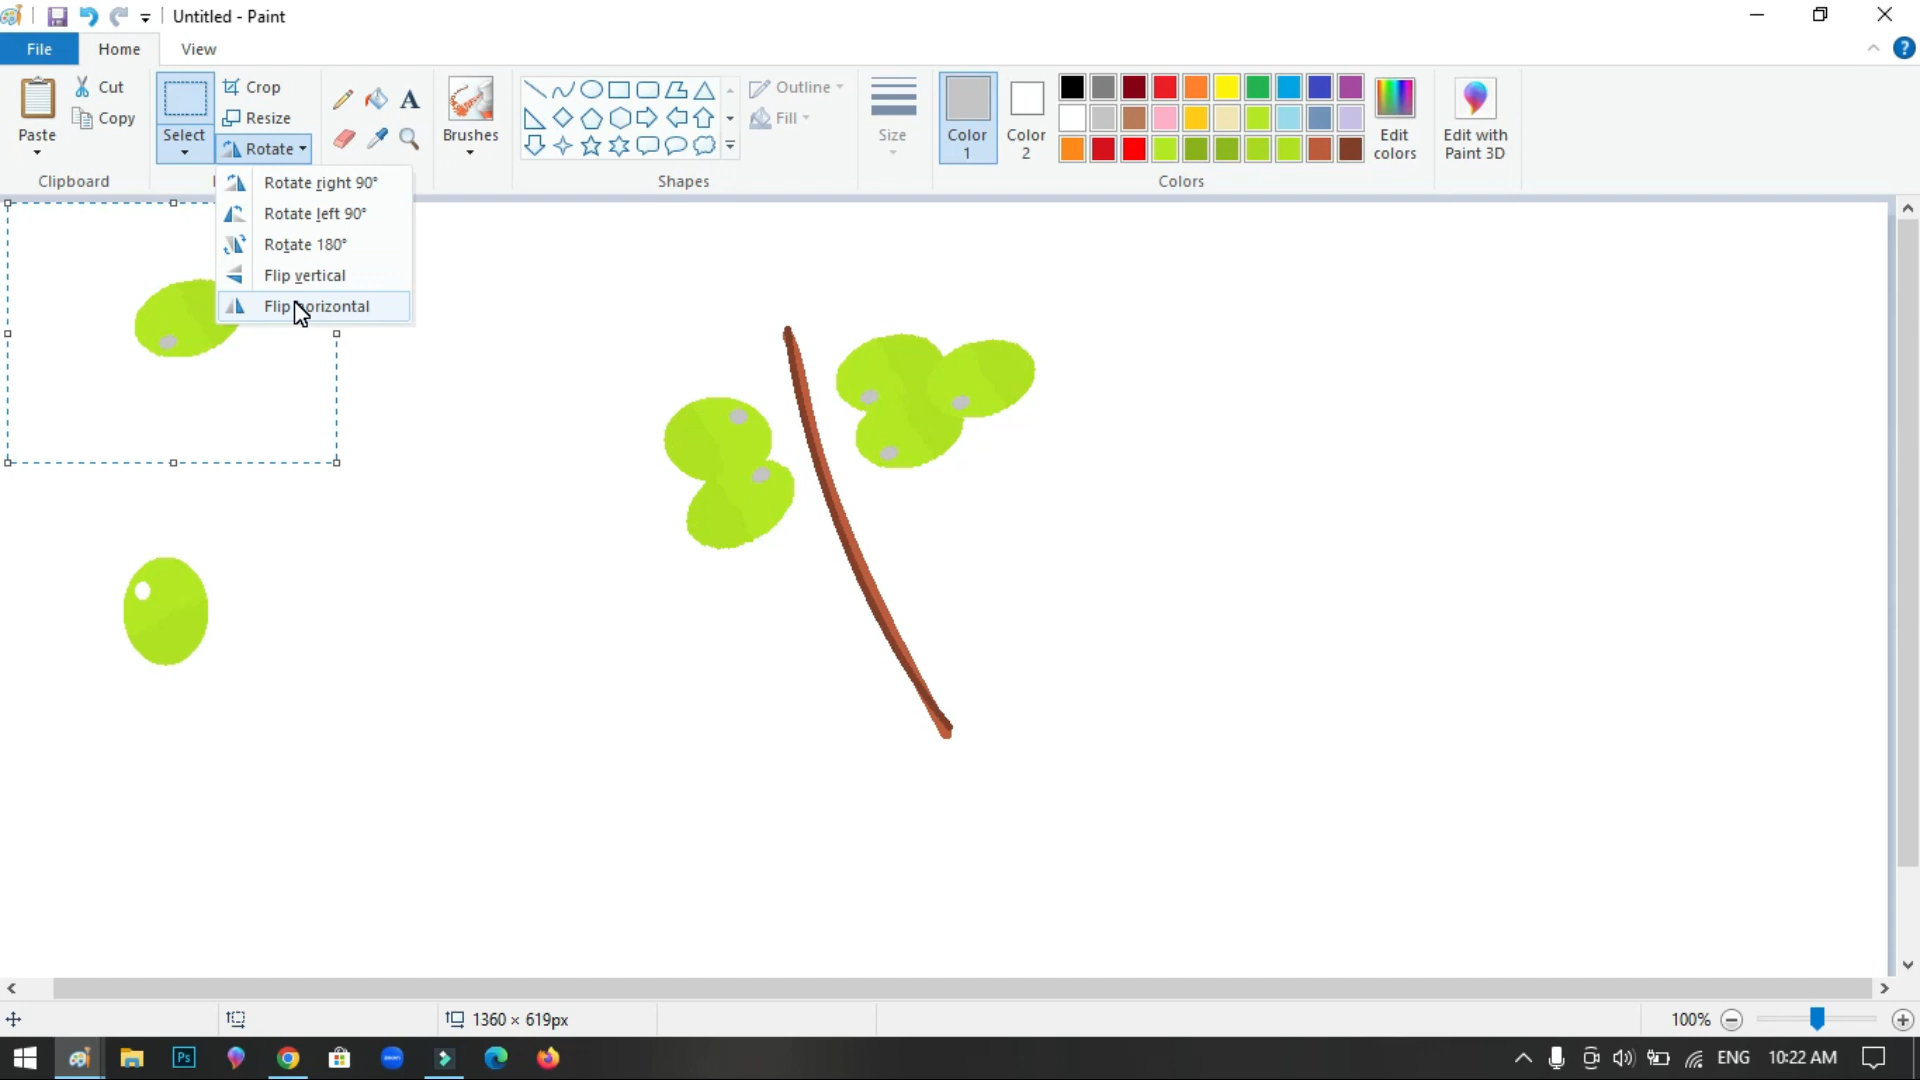 Untitled - Paint
File
Home
View
Paste
Cut
Copy
Clipboard
Select
Crop
Resize
Rotate
Rotate right 90°
Rotate left 90°
Rotate 180°
Flip vertical
Flip horizontal
A
Brushes
Shapes
Outline
Fill
Size
Color
1
Color
2
Edit
colors
Edit with
Paint 3D
Colors
1360 × 619px
100%
Ps
zoom
ENG
10:22 AM